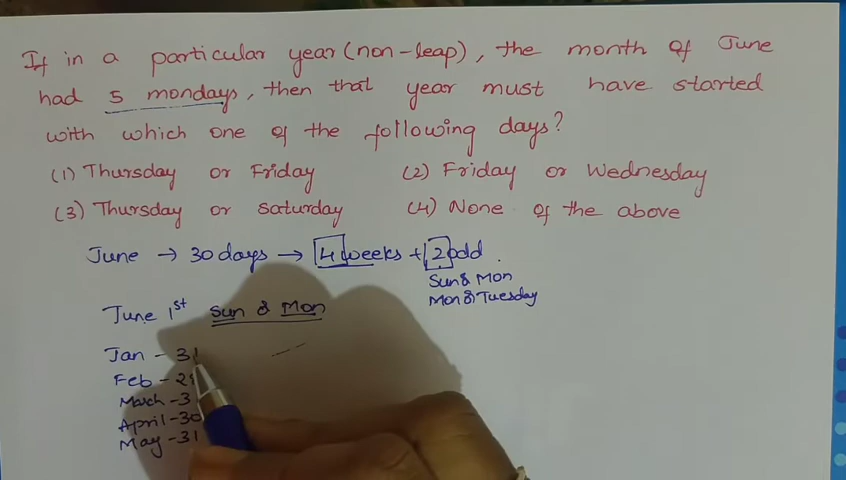 If in a particular year (non-leap), the month of June
had 5 mondays, then that year must have started
with which one of the following days?
(1) Thursday or Friday (2) Friday or Wednesday
(3) Thursday or Saturday (4) None of the above
June → 30 days → 4 weeks + 2 odd.
Sun & Mon
Mon & Tuesday
June 1st Sun & Mon
Jan - 31
Feb -
March - 3
April - 30
May - 31